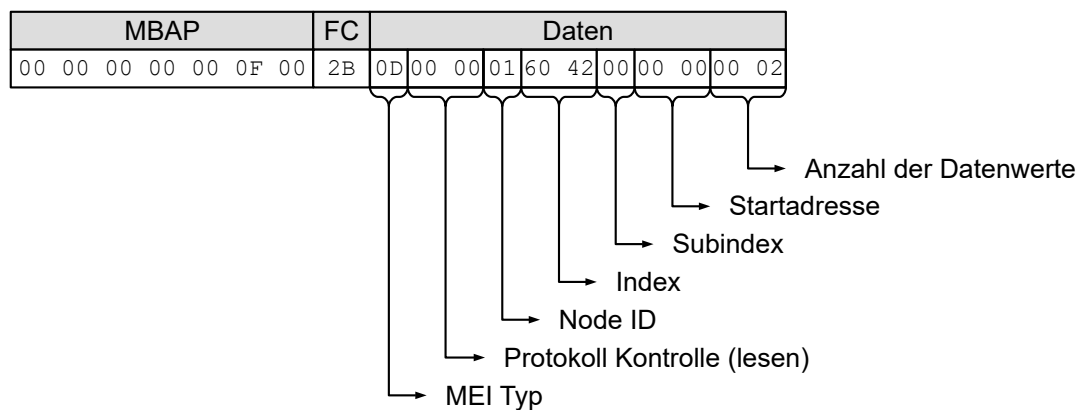 MBAP FC Daten
00 00 00 00 00 0F 00 2B 0D 00 00 01 60 42 00 00 00 00 02
Anzahl der Datenwerte
Startadresse
Subindex
Index
Node ID
Protokoll Kontrolle (lesen)
MEI Typ